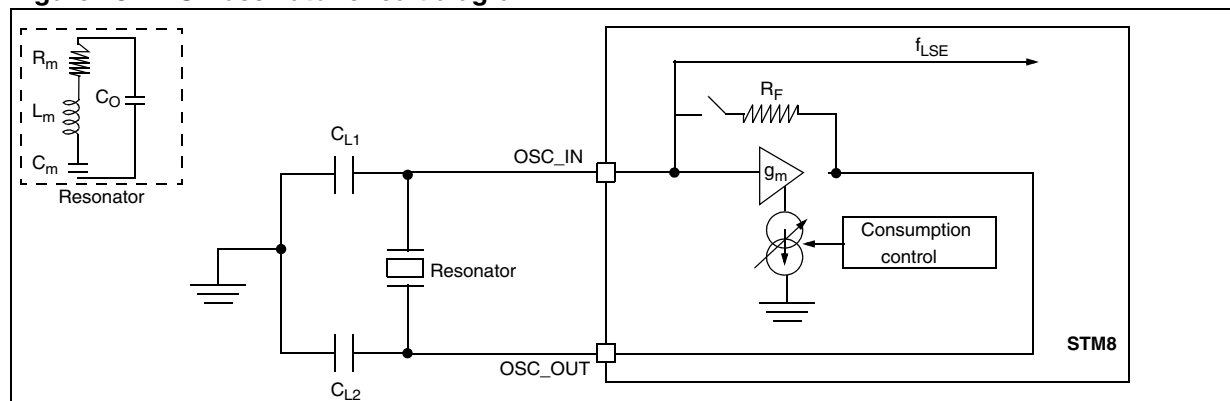 f_LSE
R_m
R_F
C_O
L_m
C_L1
OSC_IN
C_m
g_m
Resonator
Consumption
control
Resonator
STM8
OSC_OUT
C_L2